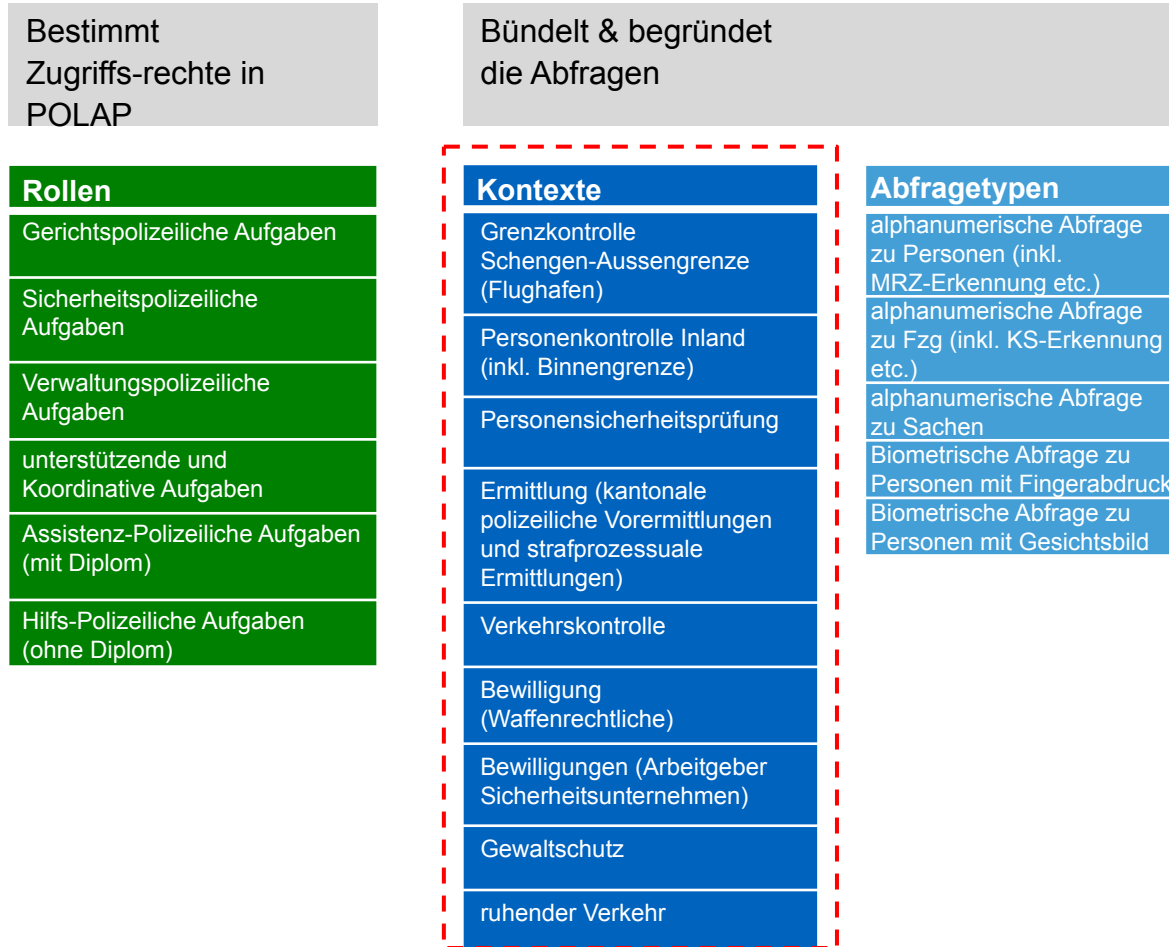 Bestimmt
Zugriffs-rechte in
POLAP
Bündelt & begründet
die Abfragen
Rollen
Gerichtspolizeiliche Aufgaben
Sicherheitspolizeiliche
Aufgaben
Verwaltungspolizeiliche
Aufgaben
unterstützende und
Koordinative Aufgaben
Assistenz-Polizeiliche Aufgaben
(mit Diplom)
Hilfs-Polizeiliche Aufgaben
(ohne Diplom)
Kontexte
Grenzkontrolle
Schengen-Aussengrenze
(Flughafen)
Personenkontrolle Inland
(inkl. Binnengrenze)
Personensicherheitsprüfung
Ermittlung (kantonale
polizeiliche Vorermittlungen
und strafprozessuale
Ermittlungen)
Verkehrskontrolle
Bewilligung
(Waffenrechtliche)
Bewilligungen (Arbeitgeber
Sicherheitsunternehmen)
Gewaltschutz
ruhender Verkehr
Abfragetypen
alphanumerische Abfrage
zu Personen (inkl.
MRZ-Erkennung etc.)
alphanumerische Abfrage
zu Fzg (inkl. KS-Erkennung
etc.)
alphanumerische Abfrage
zu Sachen
Biometrische Abfrage zu
Personen mit Fingerabdruck
Biometrische Abfrage zu
Personen mit Gesichtsbild